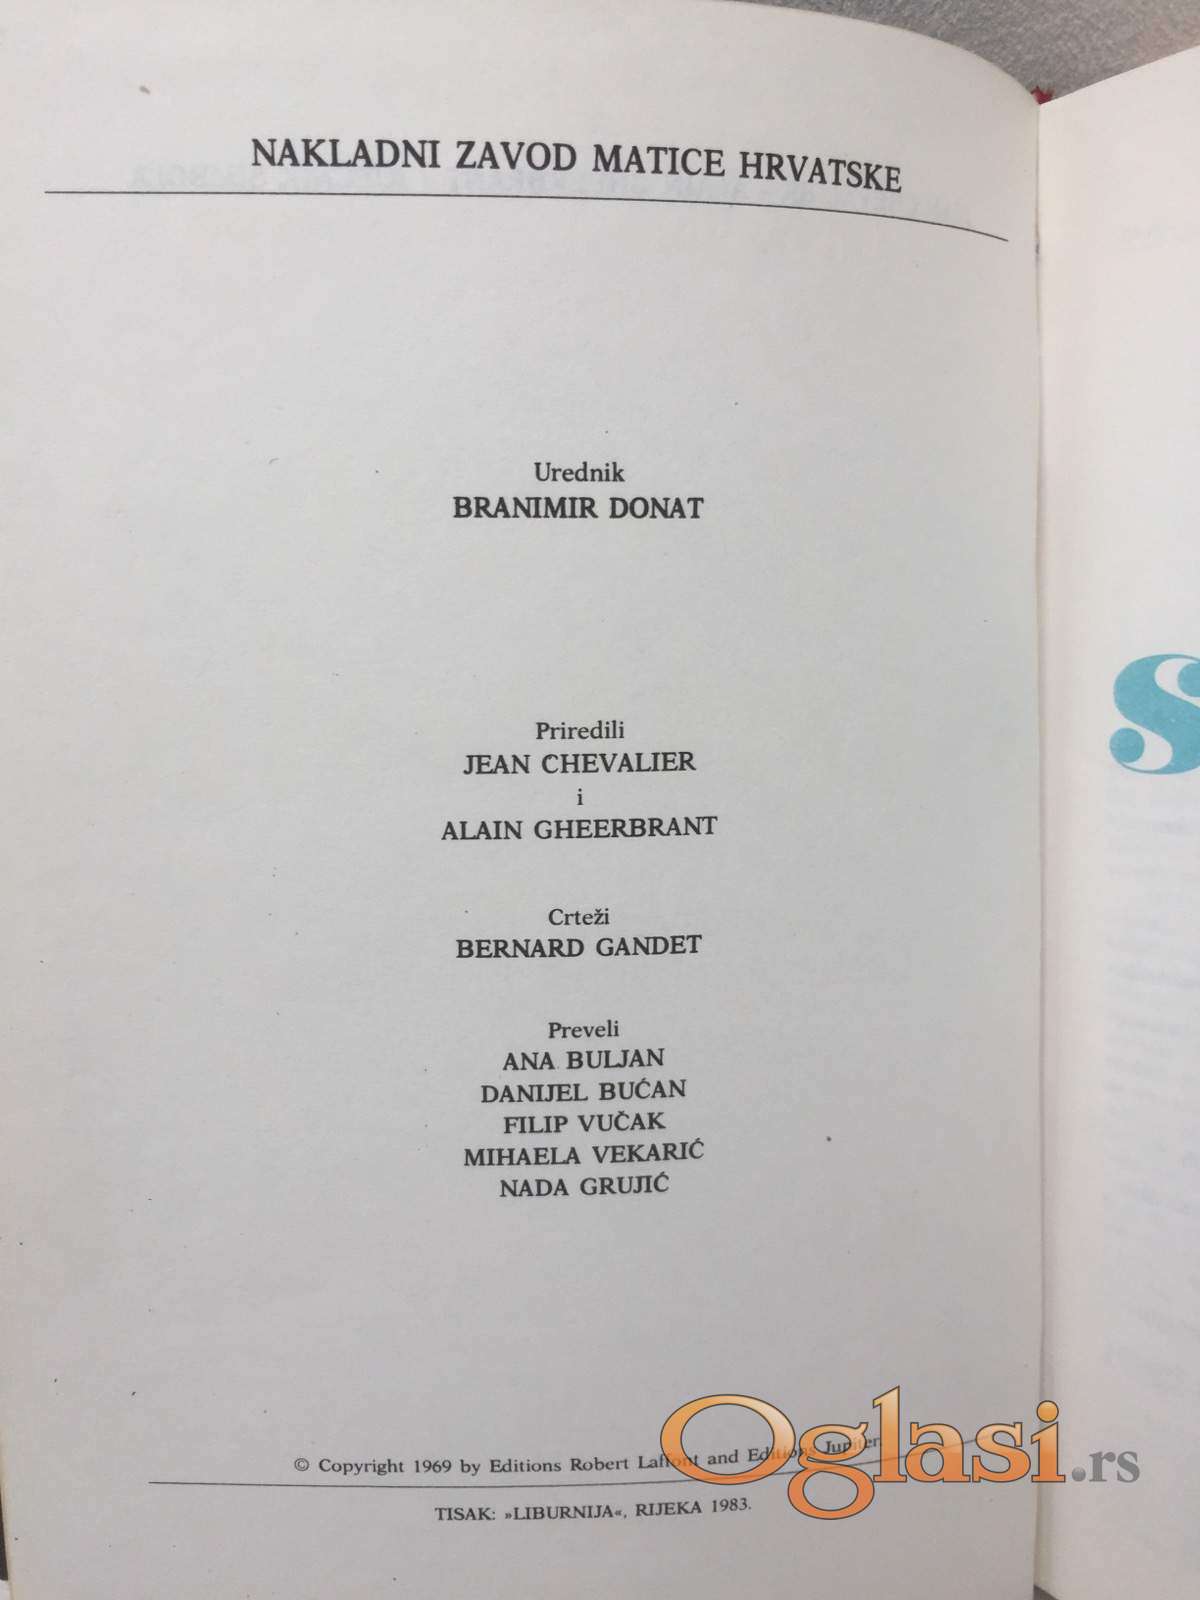 NAKLADNI ZAVOD MATICE HRVATSKE
Urednik
BRANIMIR DONAT
Priredili
JEAN CHEVALIER
i
ALAIN GHEERBRANT
Crteži
BERNARD GANDET
Preveli
ANA BULJAN
DANIJEL BUĆAN
FILIP VUČAK
MIHAELA VEKARIĆ
NADA GRUJIĆ
© Copyright 1969 by Editions Robert Laffont and Editions Jupiter.
TISAK: »LIBURNIJA«, RIJEKA 1983.
Oglasi.rs
S